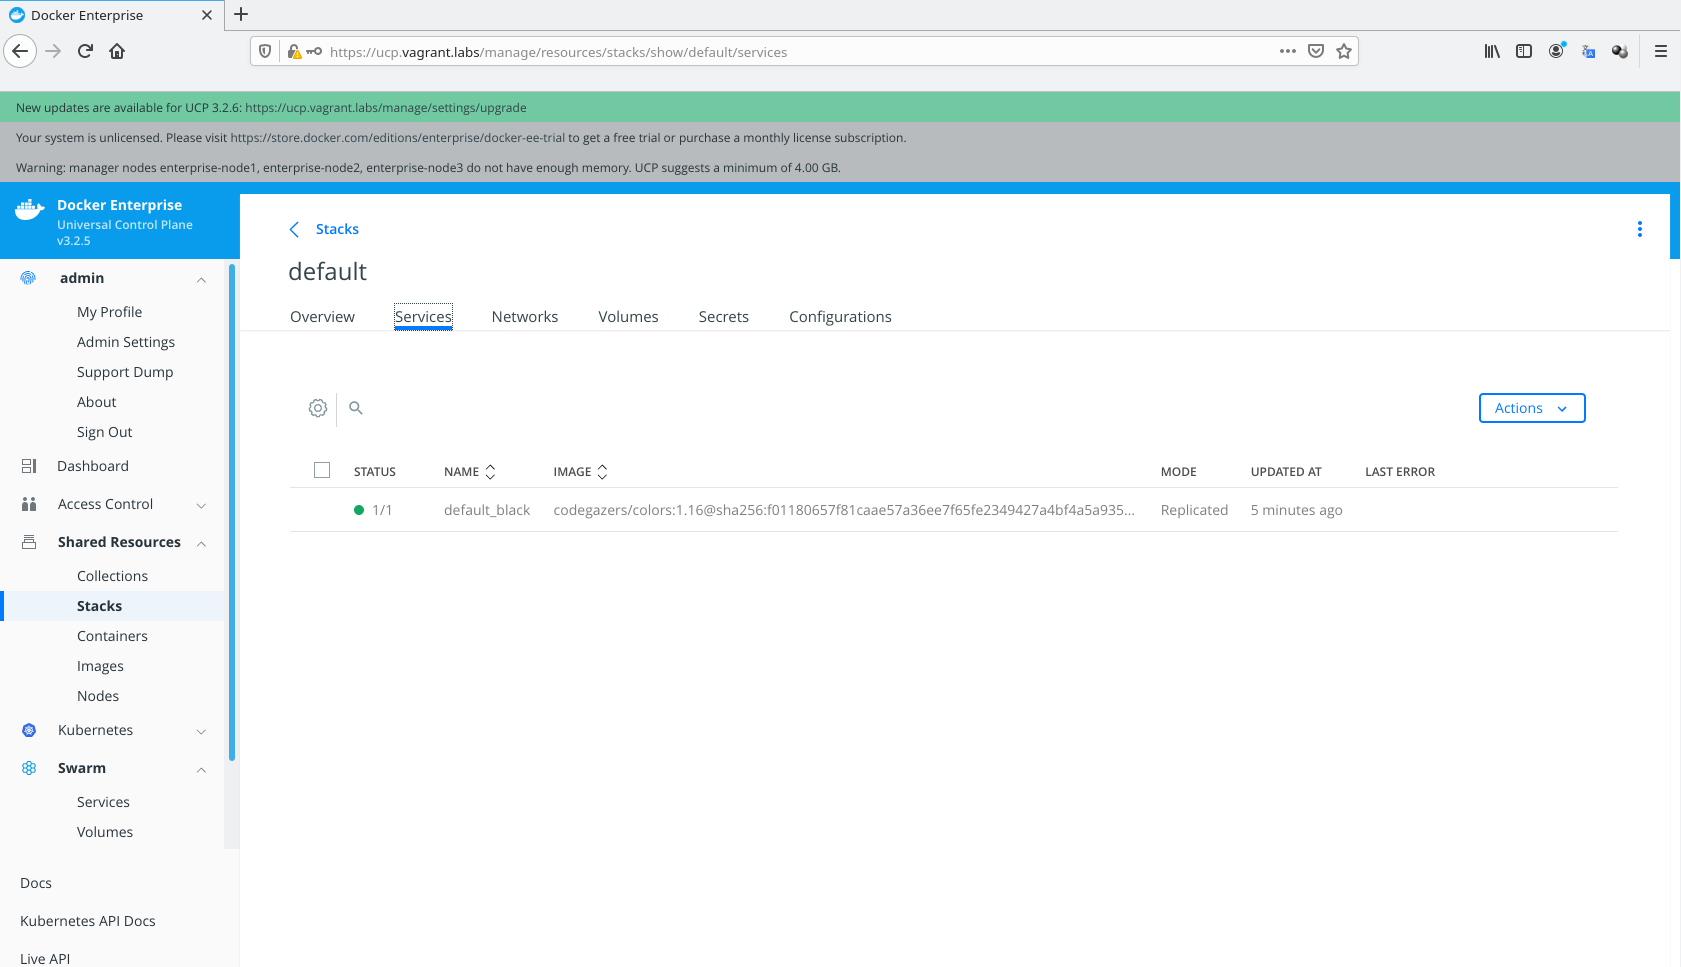 Docker Enterprise
https://ucp.vagrant.labs/manage/resources/stacks/show/default/services
New updates are available for UCP 3.2.6: https://ucp.vagrant.labs/manage/settings/upgrade
Your system is unlicensed. Please visit https://store.docker.com/editions/enterprise/docker-ee-trial to get a free trial or purchase a monthly license subscription.
Warning: manager nodes enterprise-node1, enterprise-node2, enterprise-node3 do not have enough memory. UCP suggests a minimum of 4.00 GB.
Docker Enterprise
Universal Control Plane
v3.2.5
admin
My Profile
Admin Settings
Support Dump
About
Sign Out
Dashboard
Access Control
Shared Resources
Collections
Stacks
Containers
Images
Nodes
Kubernetes
Swarm
Services
Volumes
Docs
Kubernetes API Docs
Live API
Stacks
default
Overview Services Networks Volumes Secrets Configurations
Actions
STATUS NAME IMAGE MODE UPDATED AT LAST ERROR
1/1 default_black codegazers/colors:1.16@sha256:f01180657f81caae57a36ee7f65fe2349427a4bf4a5a935... Replicated 5 minutes ago